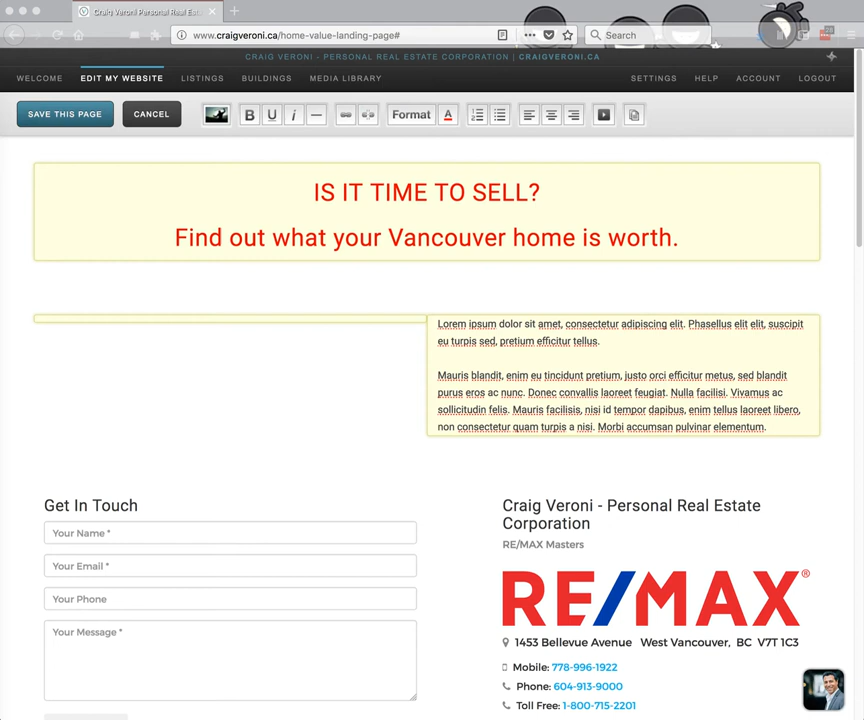 Craig Veroni Personal Real Est
www.craigveroni.ca/home-value-landing-page#
Search
CRAIG VERONI - PERSONAL REAL ESTATE CORPORATION | CRAIGVERONI.CA
WELCOME EDIT MY WEBSITE LISTINGS BUILDINGS MEDIA LIBRARY SETTINGS HELP ACCOUNT LOGOUT
SAVE THIS PAGE CANCEL B U i Format A
IS IT TIME TO SELL?
Find out what your Vancouver home is worth.
Lorem ipsum dolor sit amet, consectetur adipiscing elit. Phasellus elit elit, suscipit
eu turpis sed, pretium efficitur tellus.
Mauris blandit, enim eu tincidunt pretium, justo orci efficitur metus, sed blandit
purus eros ac nunc. Donec convallis laoreet feugiat. Nulla facilisi. Vivamus ac
sollicitudin felis. Mauris facilisis, nisi id tempor dapibus, enim tellus laoreet libero,
non consectetur quam turpis a nisi. Morbi accumsan pulvinar elementum.
Get In Touch
Your Name *
Your Email *
Your Phone
Your Message *
Craig Veroni - Personal Real Estate
Corporation
RE/MAX Masters
RE/MAX®
1453 Bellevue Avenue West Vancouver, BC V7T 1C3
Mobile: 778-996-1922
Phone: 604-913-9000
Toll Free: 1-800-715-2201